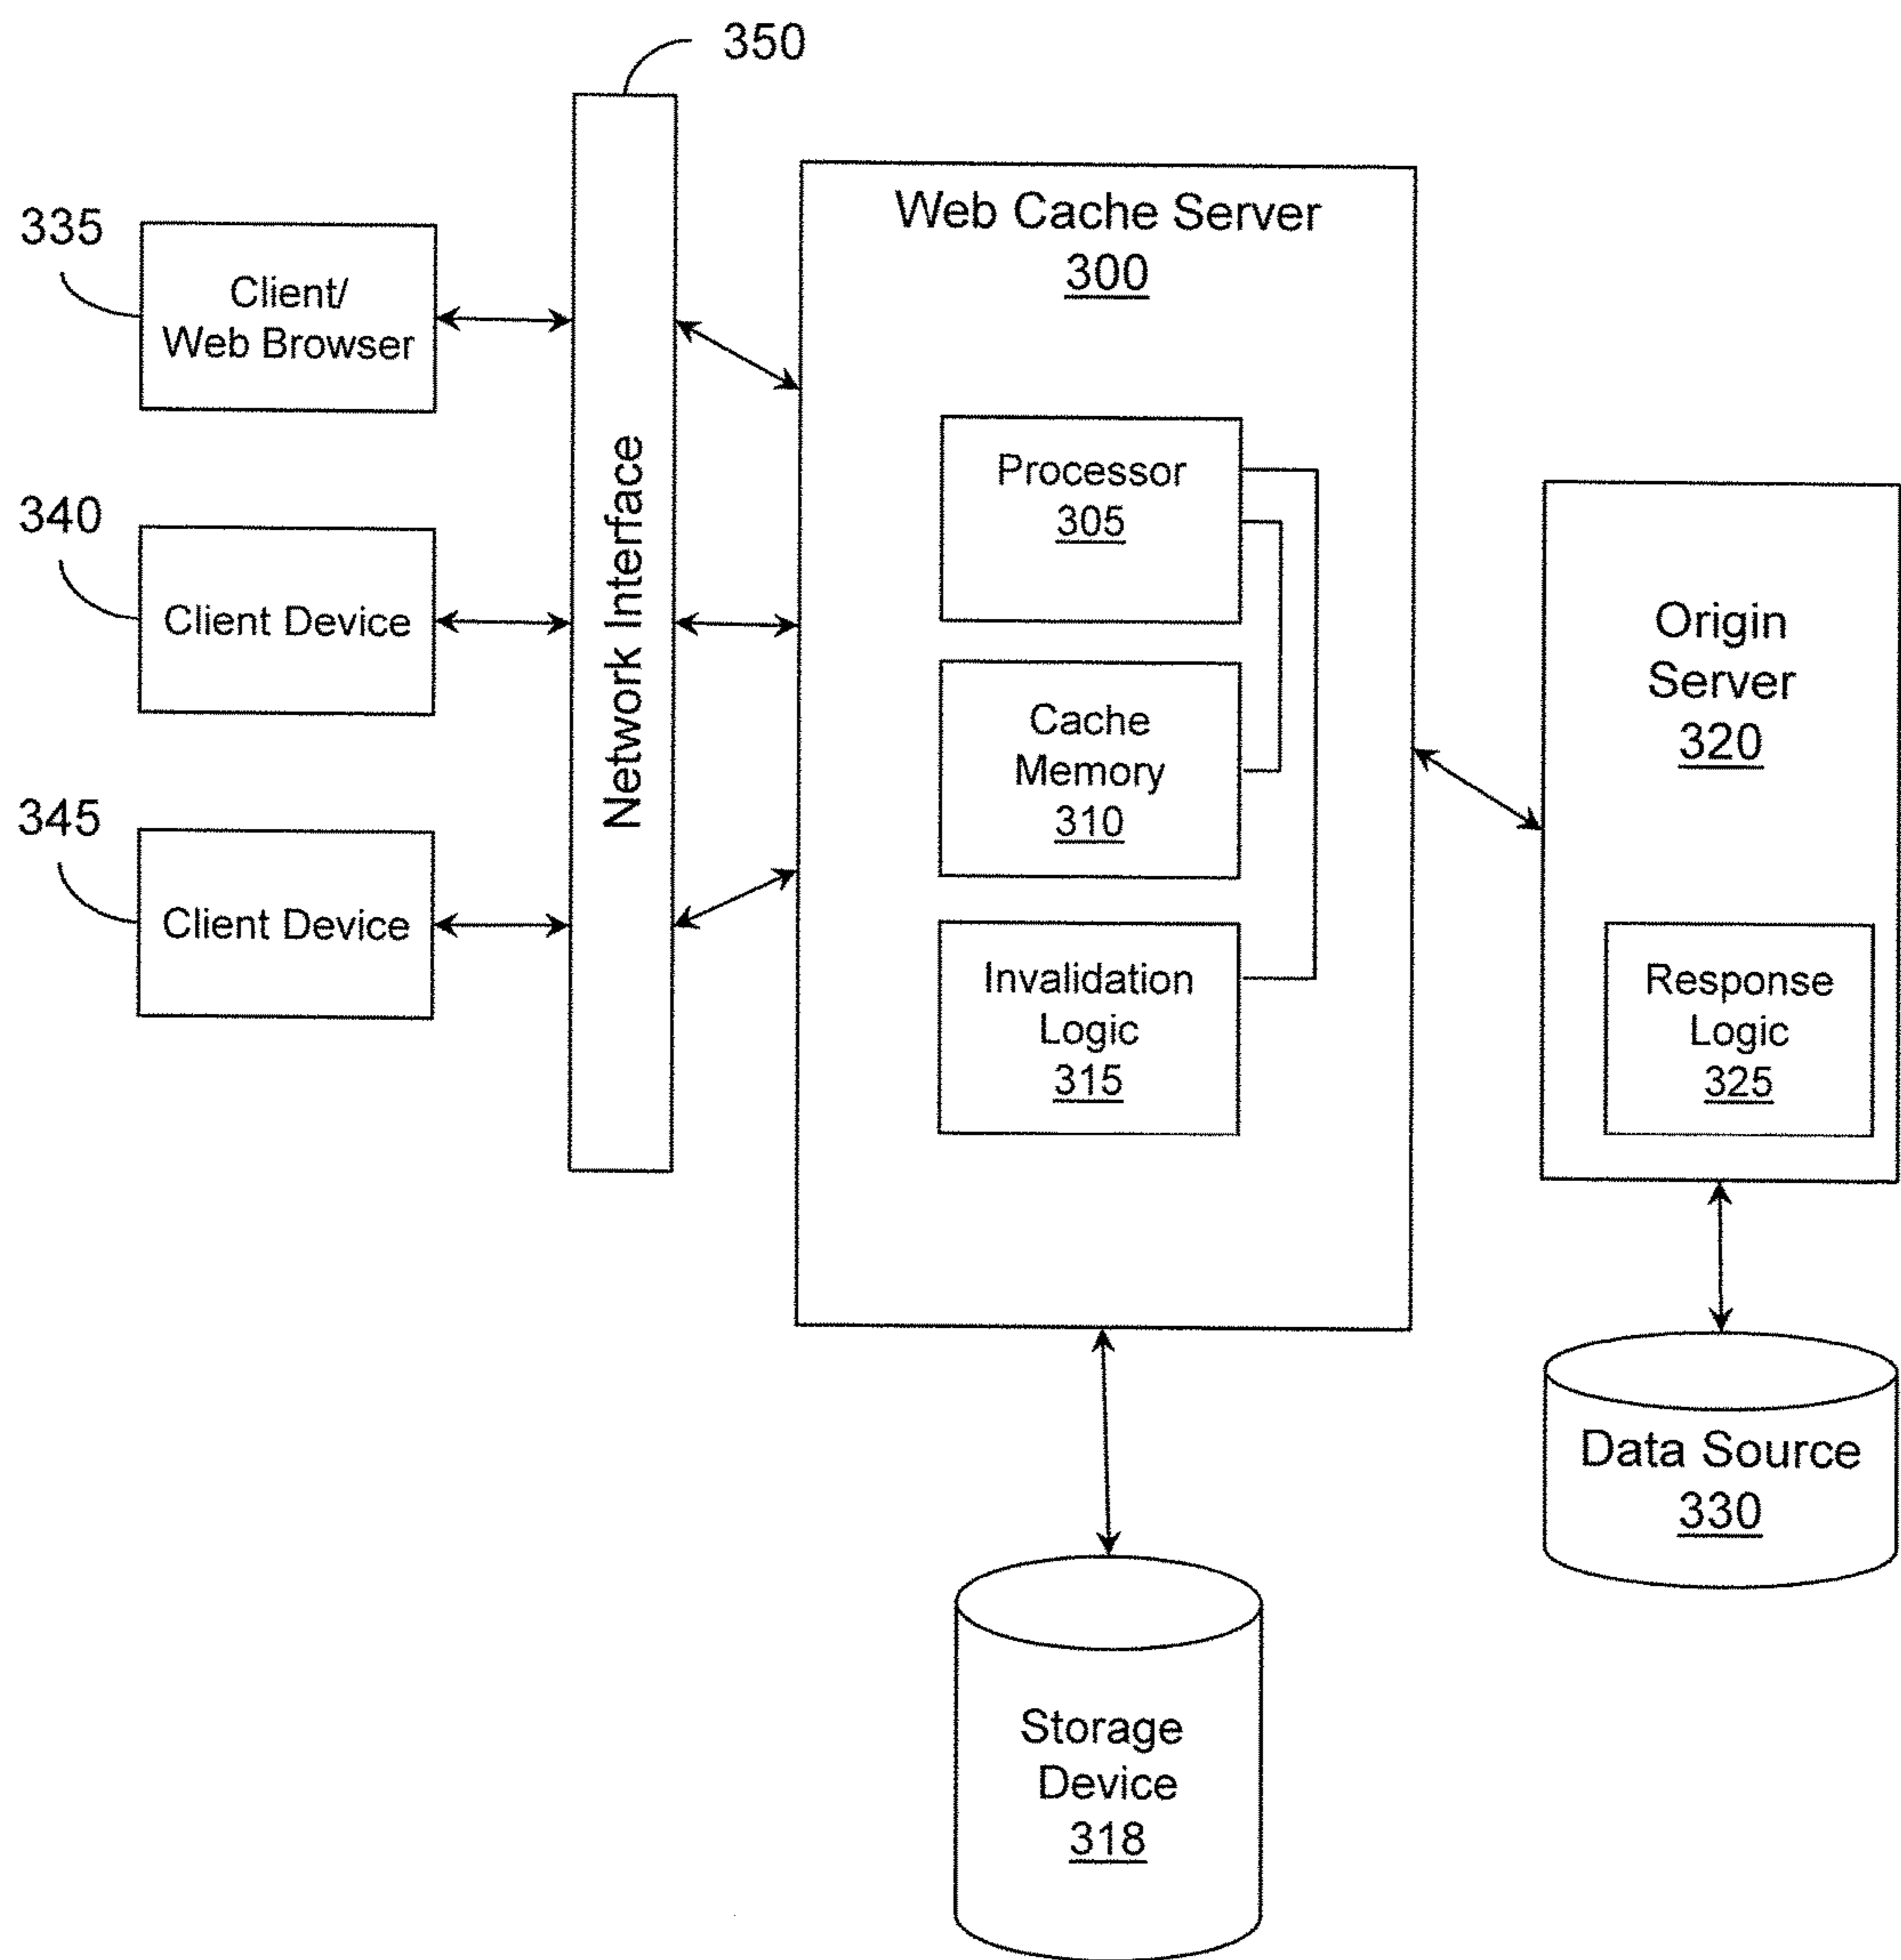 350
Web Cache Server
300
335
Client/
Web Browser
Processor
305
340
Client Device
Network Interface
Origin
Server
320
Cache
Memory
310
345
Client Device
Invalidation
Logic
315
Response
Logic
325
Data Source
330
Storage
Device
318